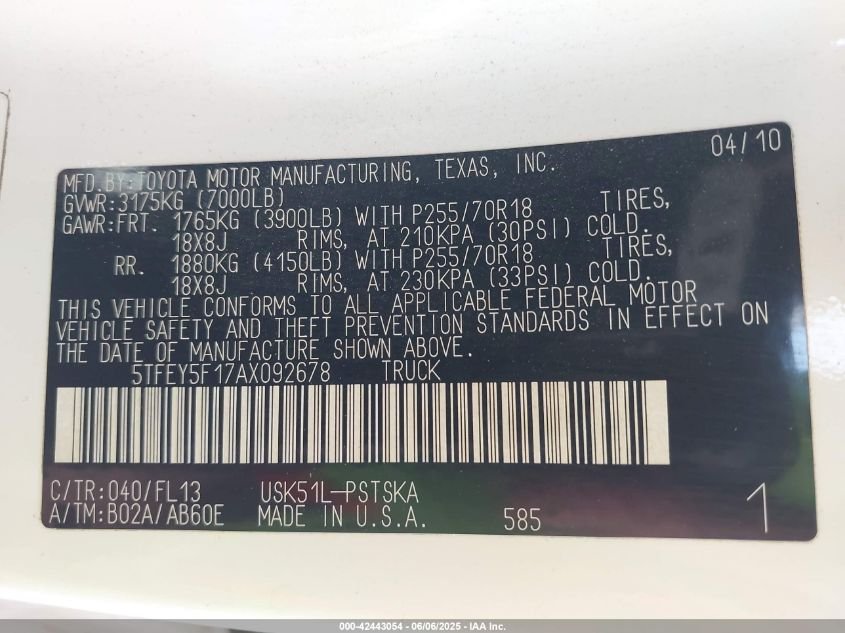 04/10
MFD.BY:TOYOTA MOTOR MANUFACTURING, TEXAS, INC.
GVWR:3175KG (7000LB)
GAWR:FRT. 1765KG (3900LB) WITH P255/70R18 TIRES,
18X8J RIMS, AT 210KPA (30PSI) COLD.
RR. 1880KG (4150LB) WITH P255/70R18 TIRES,
18X8J RIMS, AT 230KPA (33PSI) COLD.
THIS VEHICLE CONFORMS TO ALL APPLICABLE FEDERAL MOTOR
VEHICLE SAFETY AND THEFT PREVENTION STANDARDS IN EFFECT ON
THE DATE OF MANUFACTURE SHOWN ABOVE.
5TFEY5F17AX092678 TRUCK
C/TR:040/FL13 USK51L-PSTSKA
A/TM:B02A/AB60E MADE IN U.S.A. 585 1
000-42443054 - 06/06/2025 - IAA Inc.